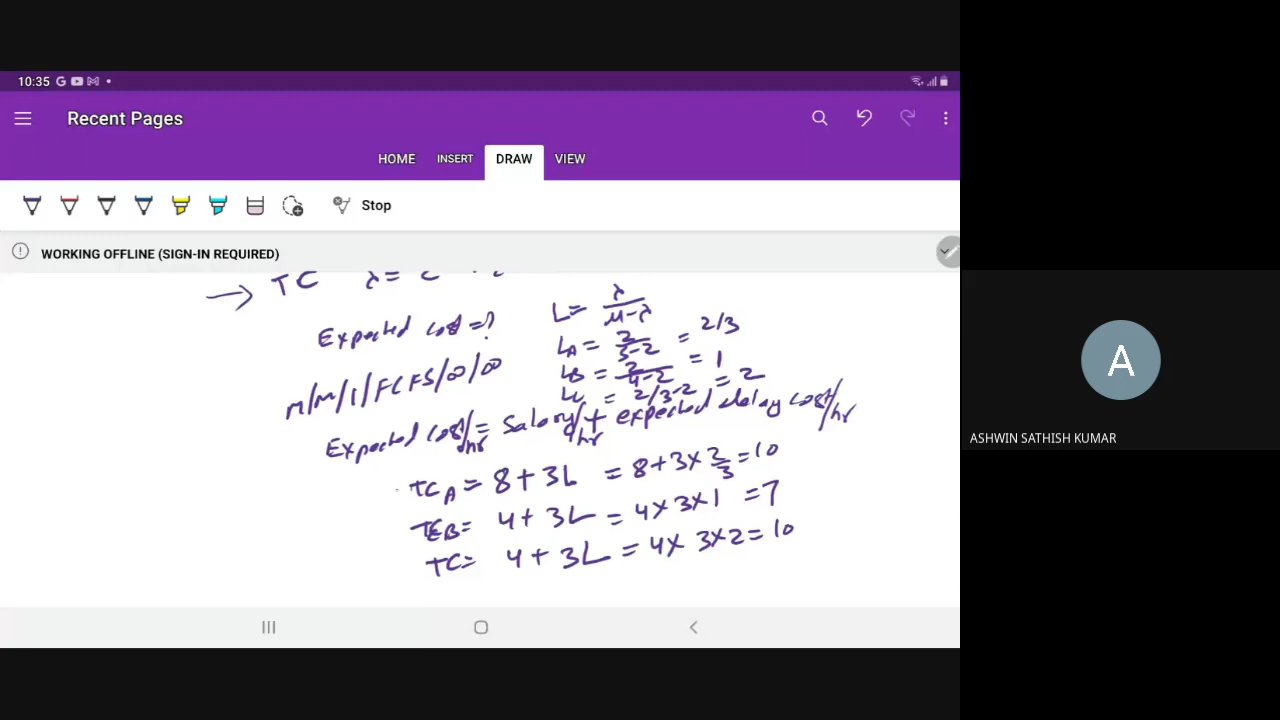 10:35
Recent Pages
HOME INSERT DRAW VIEW
Stop
WORKING OFFLINE (SIGN-IN REQUIRED)
→ TC λ=
Expected cost = ?
L = λ/μ-λ
LA = 2/5-2 = 2/3
LB = 2/4-2 = 1
LC = 2/3-2 = 2
M/M/1/FCFS/∞/∞
Expected cost/hr = Salary/hr + expected delay cost/hr
TCA = 8 + 3L = 8+3×2/3 = 10
TCB = 4 + 3L = 4×3×1 = 7
TC = 4 + 3L = 4× 3×2 = 10
A
ASHWIN SATHISH KUMAR